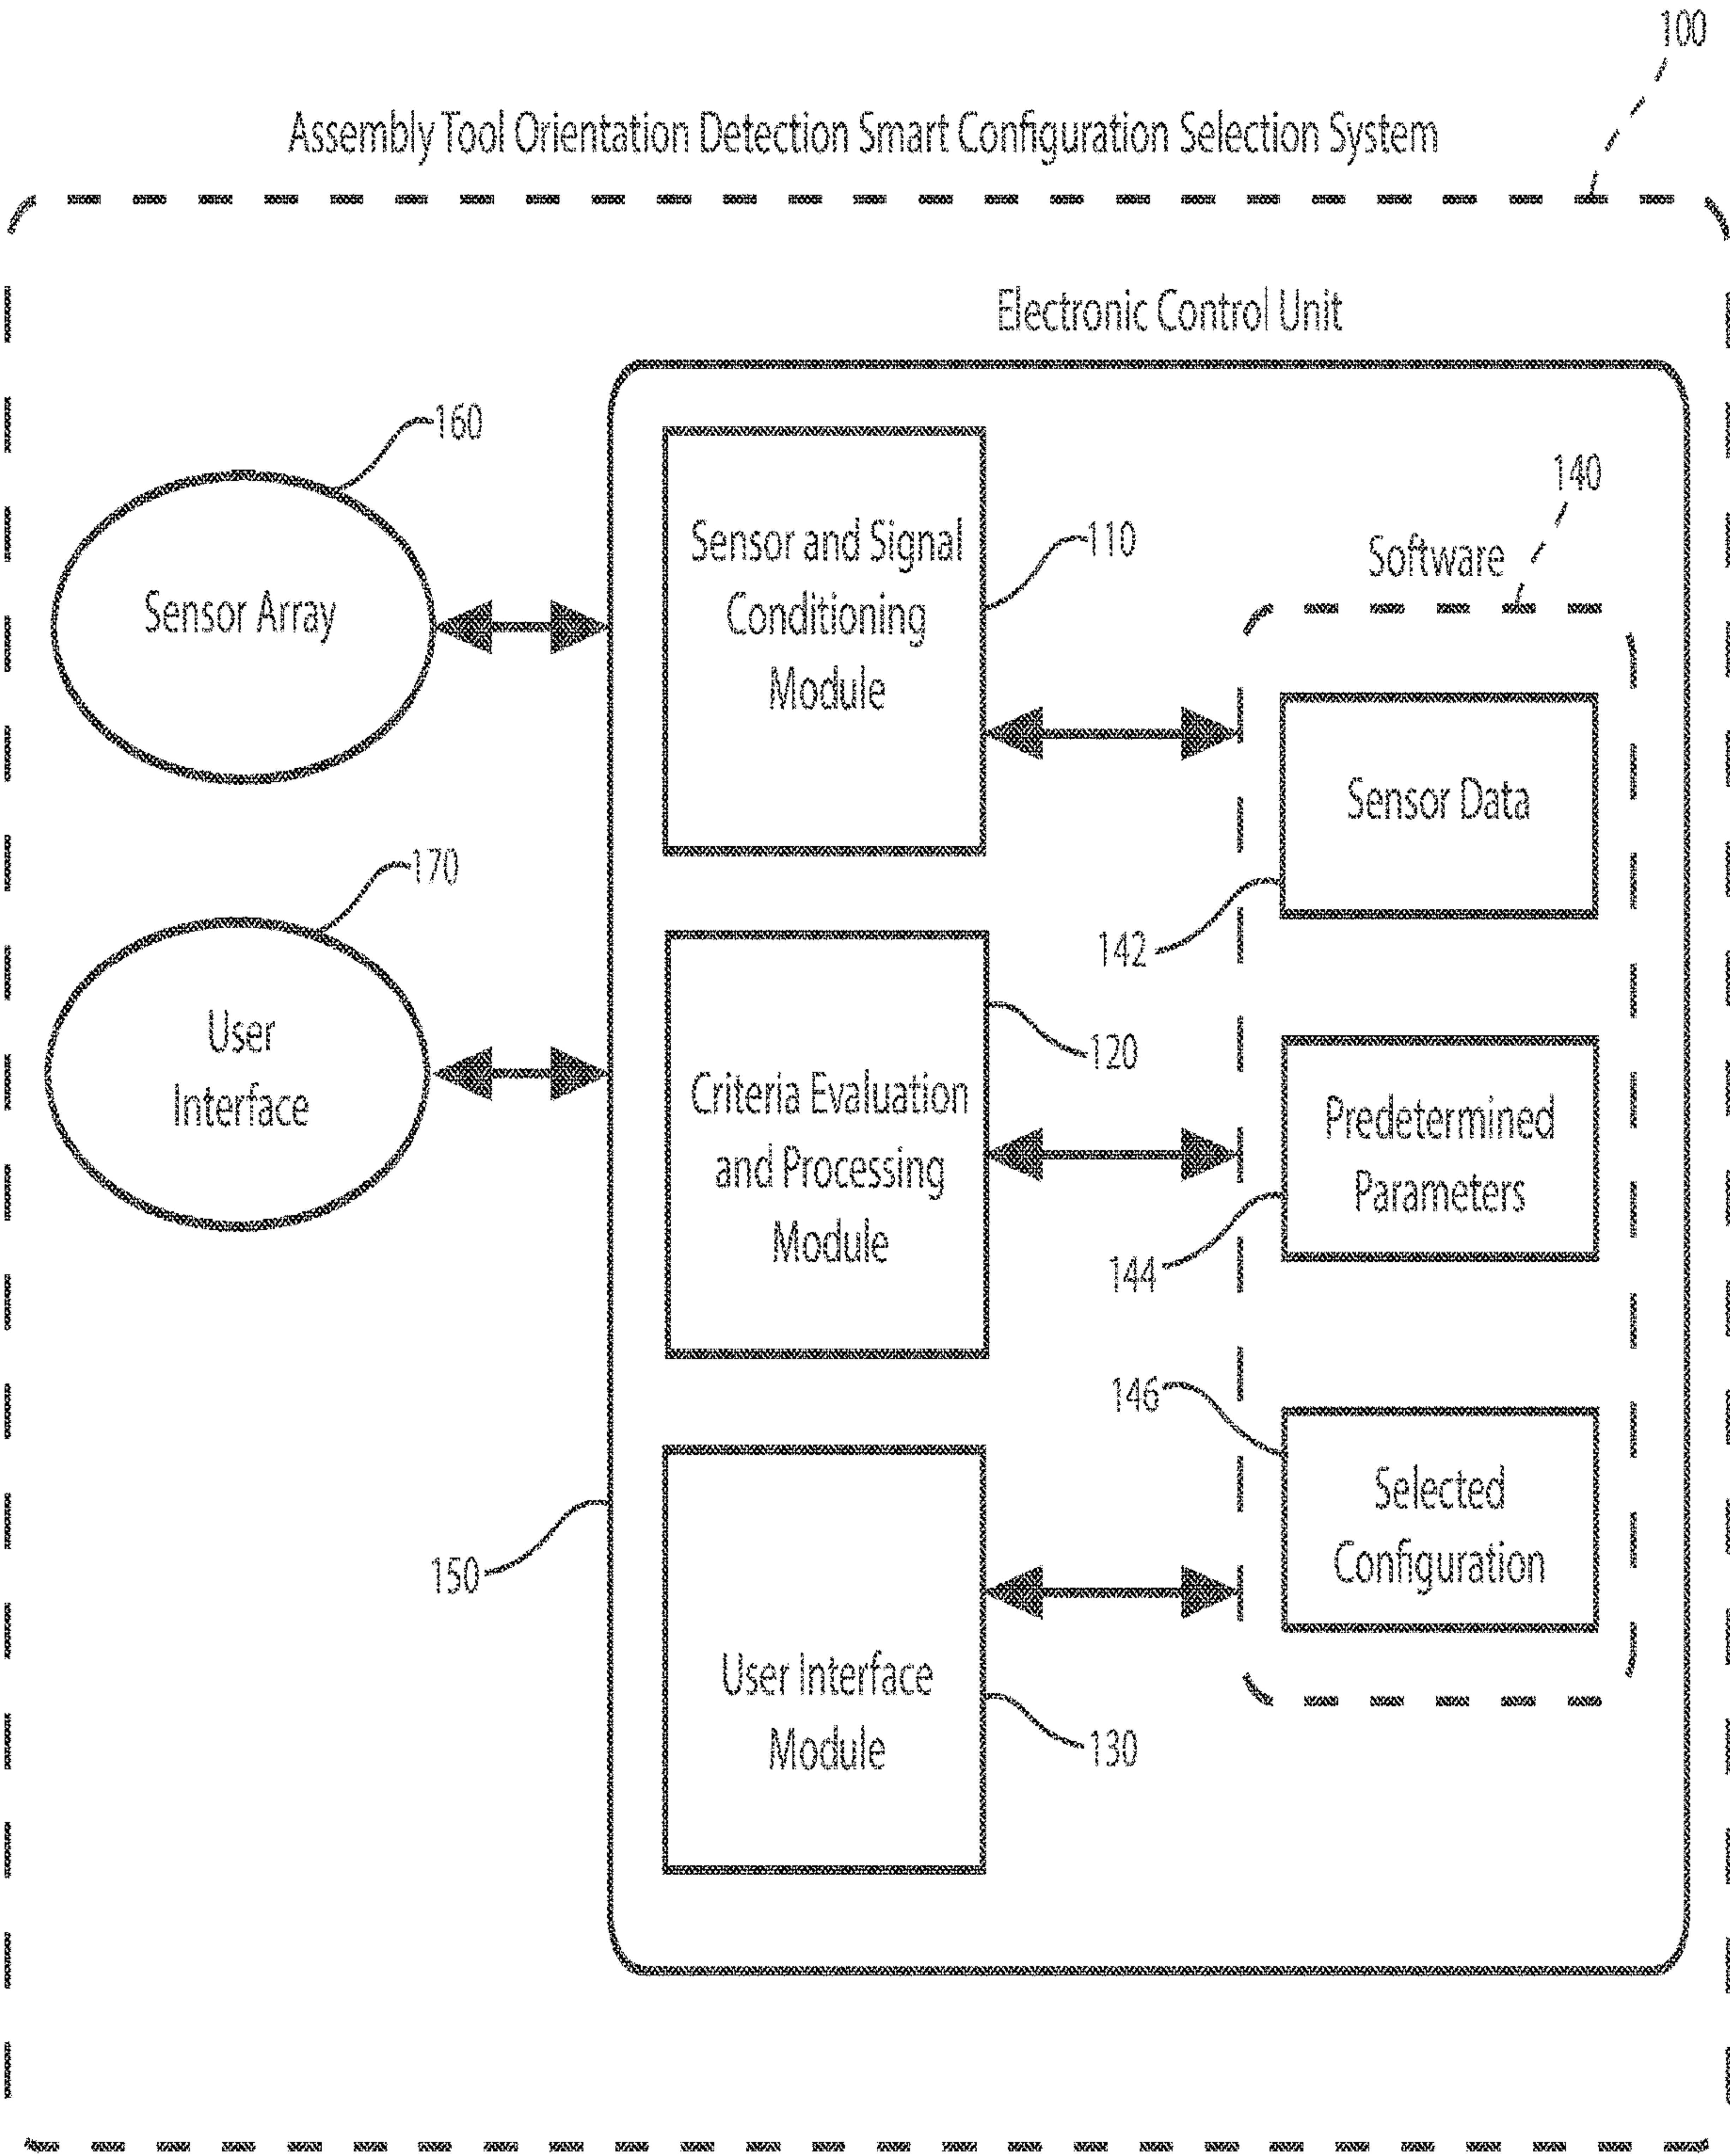 100
Assembly Tool Orientation Detection Smart Configuration Selection System
Electronic Control Unit
160
Sensor Array
170
User
Interface
150
Sensor and Signal
Conditioning
Module
110
Criteria Evaluation
and Processing
Module
120
User Interface
Module
130
140
Software
Sensor Data
142
Predetermined
Parameters
144
146
Selected
Configuration